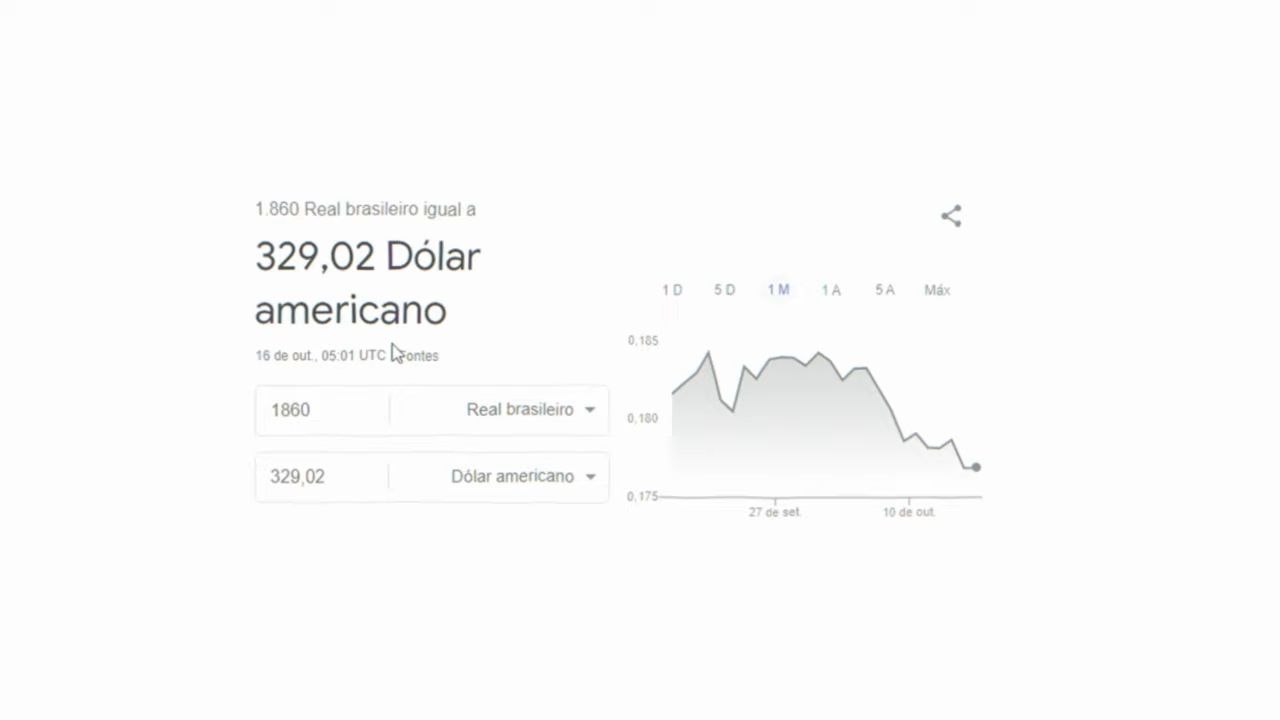 1.860 Real brasileiro igual a
329,02 Dólar
americano
16 de out., 05:01 UTC
1860 Real brasileiro
329,02 Dólar americano
1 D 5 D 1 M 1 A 5 A Máx
0,185
0,180
0,175
27 de set. 10 de out.